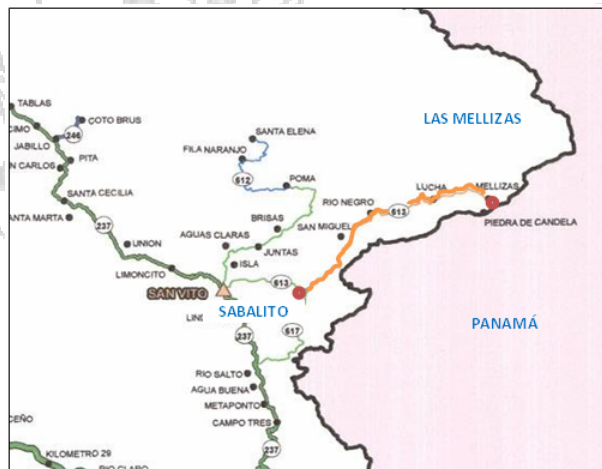 TABLAS
COTO BRUS
CIMO
246
JABILLO
SANTA ELENA
LAS MELLIZAS
FILA NARANJO
PITA
N CARLOS
612
POMA
LUCHA
MELLIZAS
SANTA CECILIA
RIO NEGRO
613
ANTA MARTA
237
BRISAS
SAN MIGUEL
PIEDRA DE CANDELA
UNION
AGUAS CLARAS
JUNTAS
ISLA
LIMONCITO
613
SAN VITO
SABALITO
LIN
PANAMÁ
237
617
RIO SALTO
AGUA BUENA
METAPONTO
CAMPO TRES
CEÑO
237
KILOMETRO 29
RIO CLARO